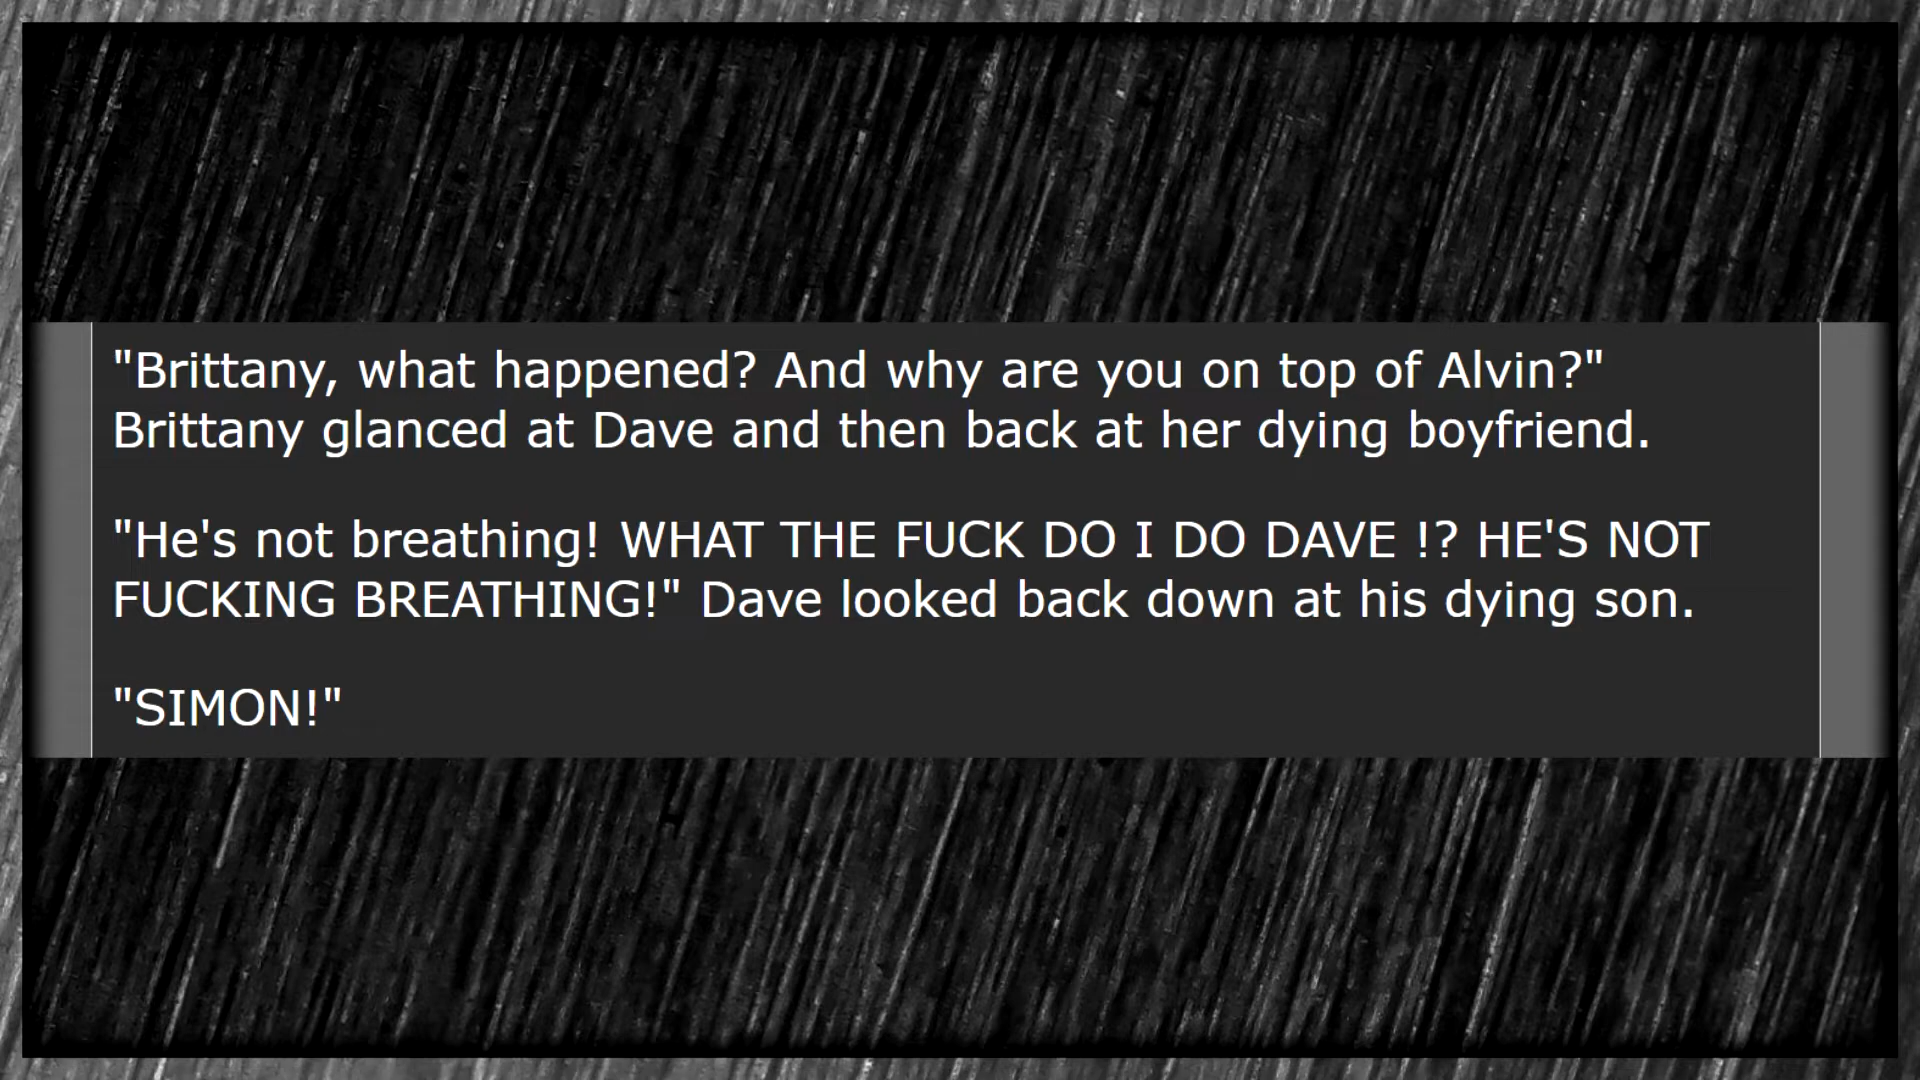 "Brittany, what happened? And why are you on top of Alvin?"
Brittany glanced at Dave and then back at her dying boyfriend.
"He's not breathing! WHAT THE FUCK DO I DO DAVE !? HE'S NOT
FUCKING BREATHING!" Dave looked back down at his dying son.
"SIMON!"